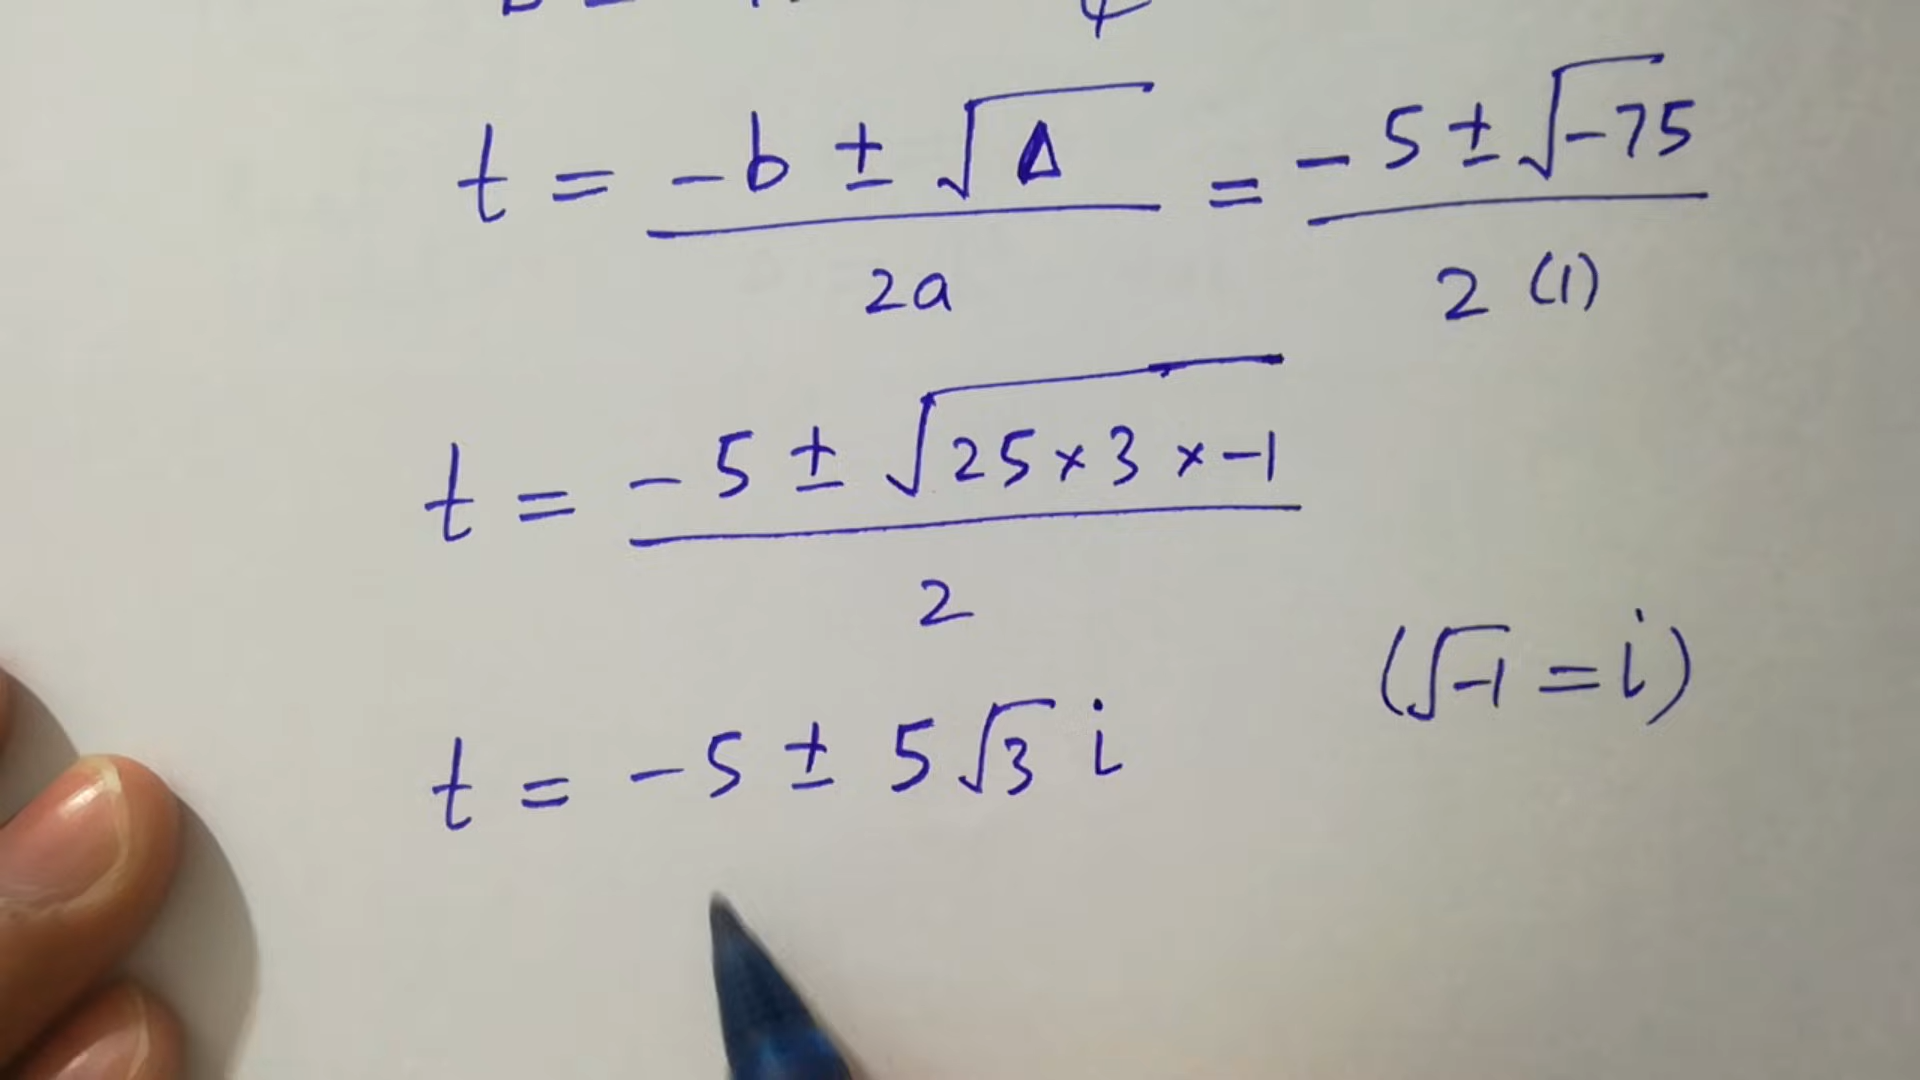 t = -b ± √Δ / 2a = -5 ± √-75 / 2 (1)
t = -5 ± √25 × 3 × -1 / 2
(√-1 = i)
t = -5 ± 5√3 i